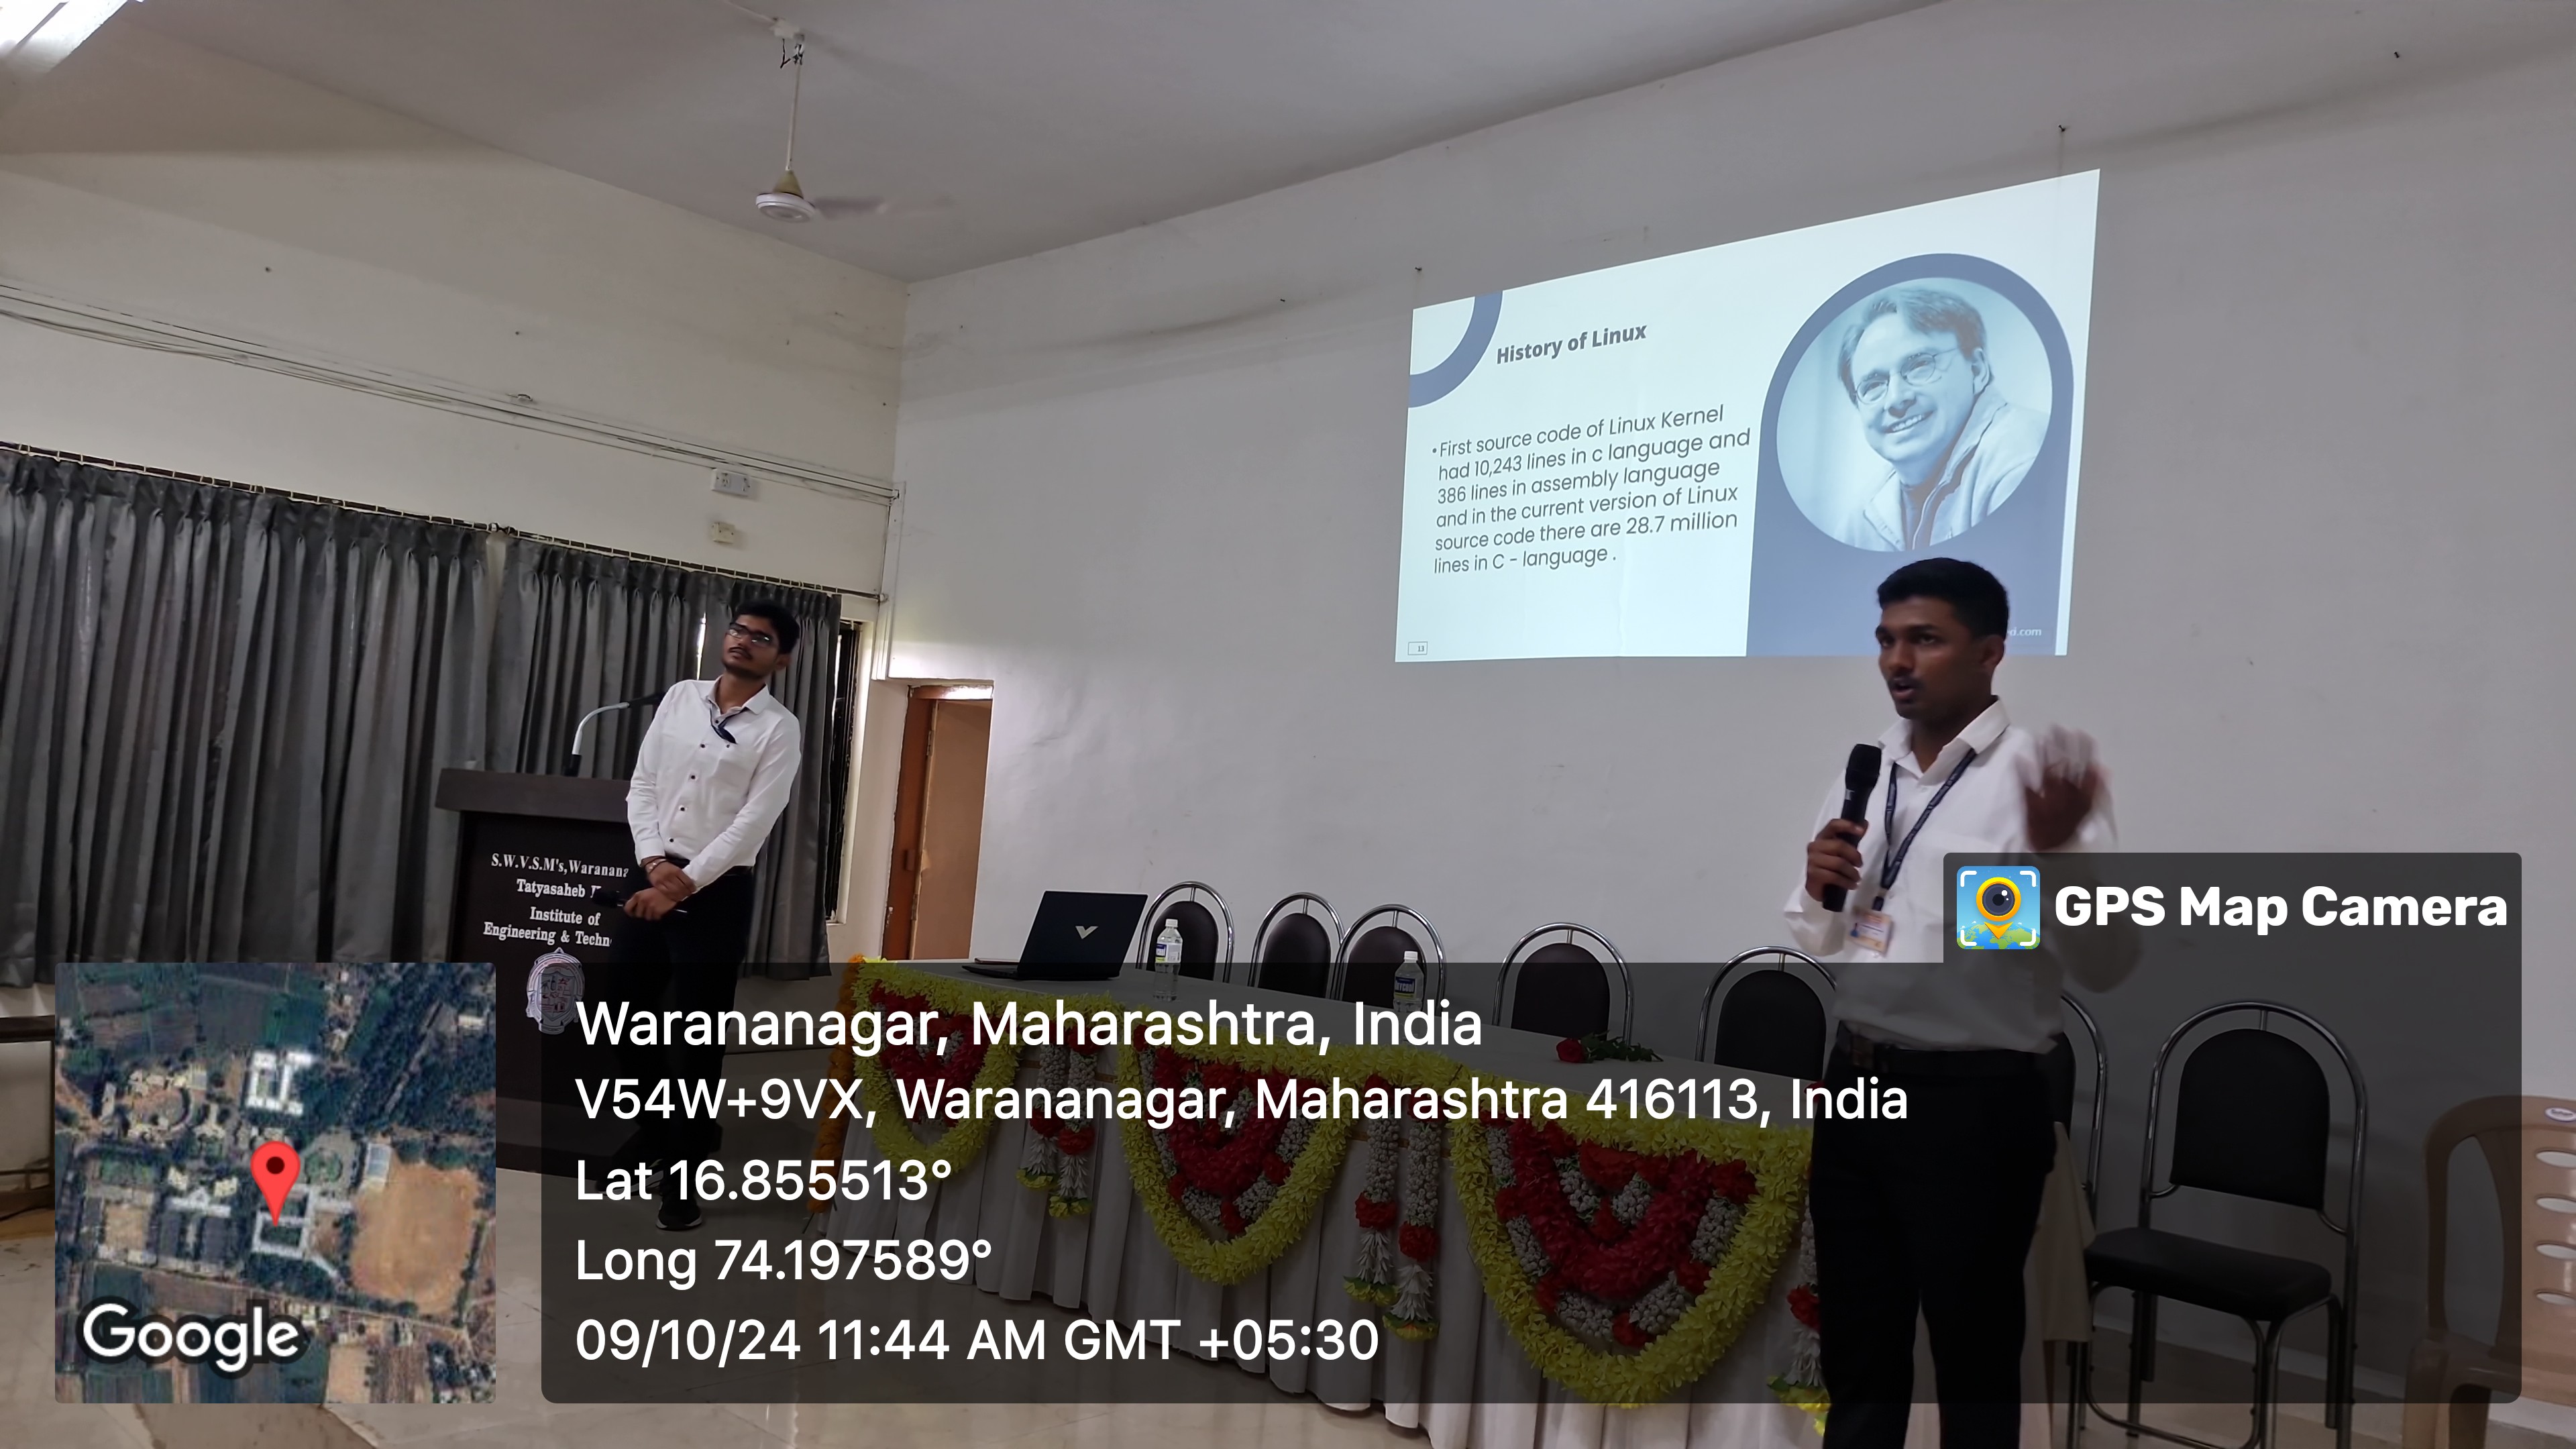 History of Linux
• First source code of Linux Kernel
had 10,243 lines in c language and
386 lines in assembly language
and in the current version of Linux
source code there are 28.7 million
lines in C - language .
13
d.com
S.W.V.S.M's, Waranana
Tatyasaheb
Institute of
Engineering & Techn
GPS Map Camera
Warananagar, Maharashtra, India
V54W+9VX, Warananagar, Maharashtra 416113, India
Lat 16.855513°
Long 74.197589°
09/10/24 11:44 AM GMT +05:30
Google